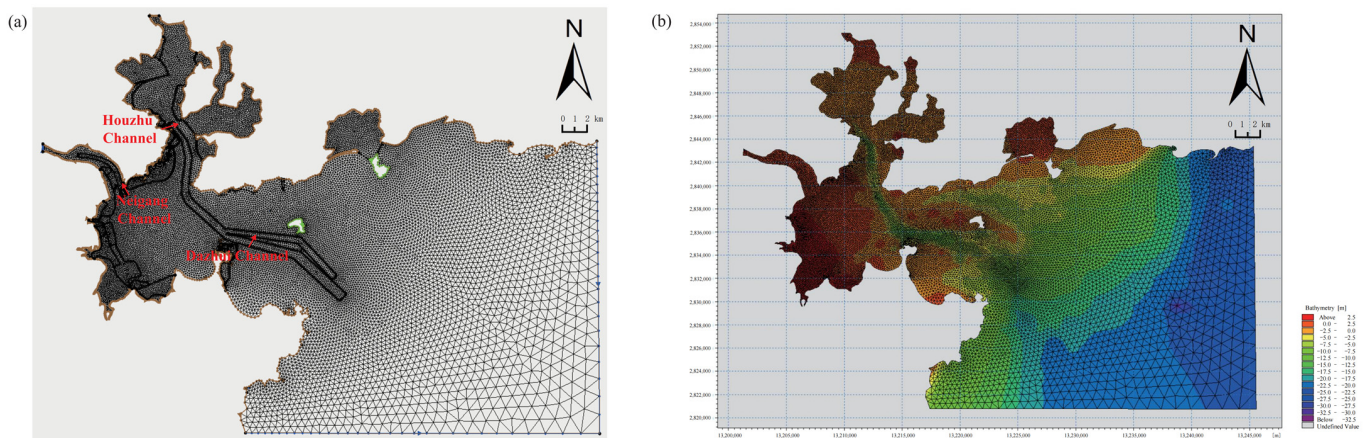 (a)
N
0 1 2 km
Houzhu
Channel
Neigang
Channel
Dazhui Channel
(b)
2,854,000
2,852,000
2,850,000
2,848,000
2,846,000
2,844,000
2,842,000
2,840,000
2,838,000
2,836,000
2,834,000
2,832,000
2,830,000
2,828,000
2,826,000
2,824,000
2,822,000
2,820,000
N
0 1 2 km
13,200,000 13,205,000 13,210,000 13,215,000 13,220,000 13,225,000 13,230,000 13,235,000 13,240,000 13,245,000 [m]
Bathymetry [m]
Above 2.5
0.0 - 2.5
-2.5 - 0.0
-5.0 - -2.5
-7.5 - -5.0
-10.0 - -7.5
-12.5 - -10.0
-15.0 - -12.5
-17.5 - -15.0
-20.0 - -17.5
-22.5 - -20.0
-25.0 - -22.5
-27.5 - -25.0
-30.0 - -27.5
-32.5 - -30.0
Below -32.5
Undefined Value